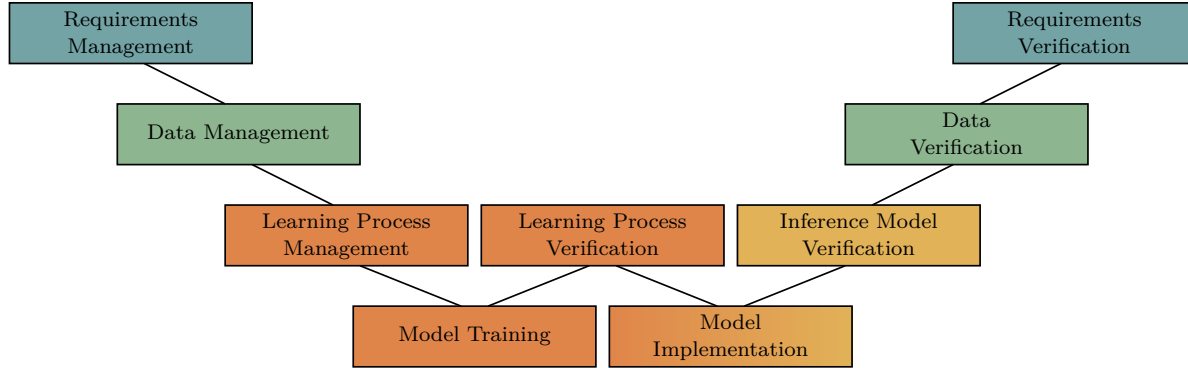 Requirements
Management
Requirements
Verification
Data Management
Data
Verification
Learning Process
Management
Learning Process
Verification
Inference Model
Verification
Model Training
Model
Implementation